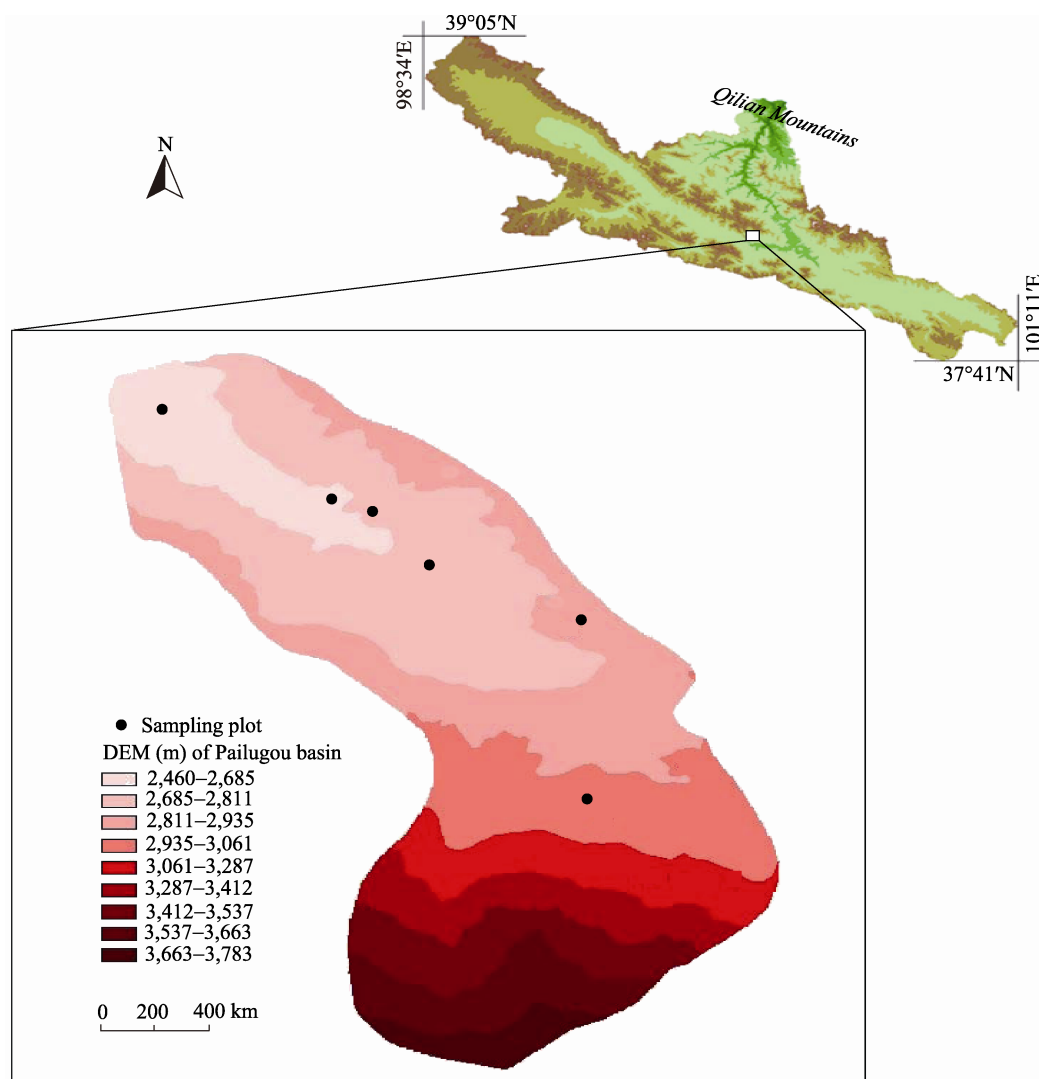 39°05′N
98°34′E
Qilian Mountains
N
101°11′E
37°41′N
Sampling plot
DEM (m) of Pailugou basin
2,460–2,685
2,685–2,811
2,811–2,935
2,935–3,061
3,061–3,287
3,287–3,412
3,412–3,537
3,537–3,663
3,663–3,783
0 200 400 km